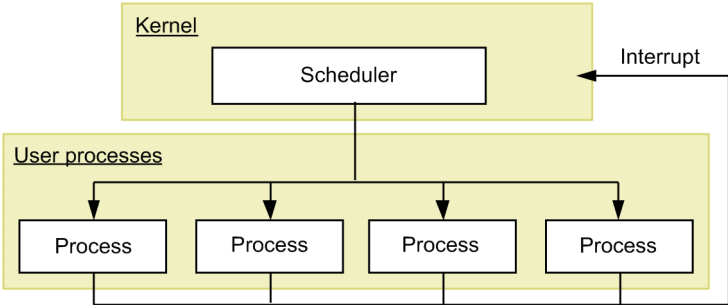 Kernel
Scheduler
Interrupt
User processes
Process
Process
Process
Process